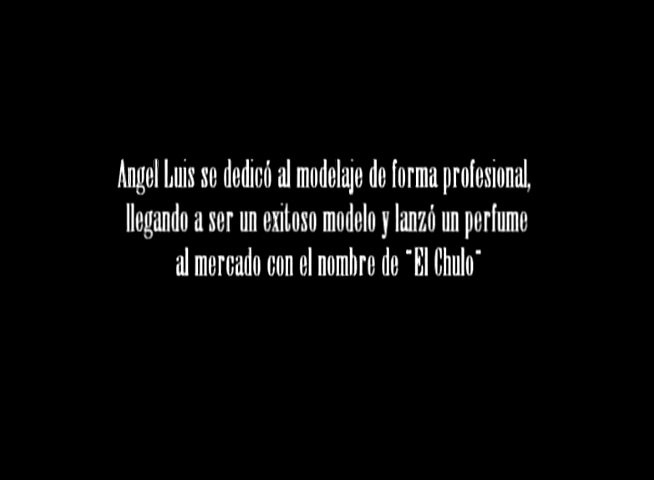 Angel Luis se dedicó al modelaje de forma profesional,
llegando a ser un exitoso modelo y lanzó un perfume
al mercado con el nombre de "El Chulo"